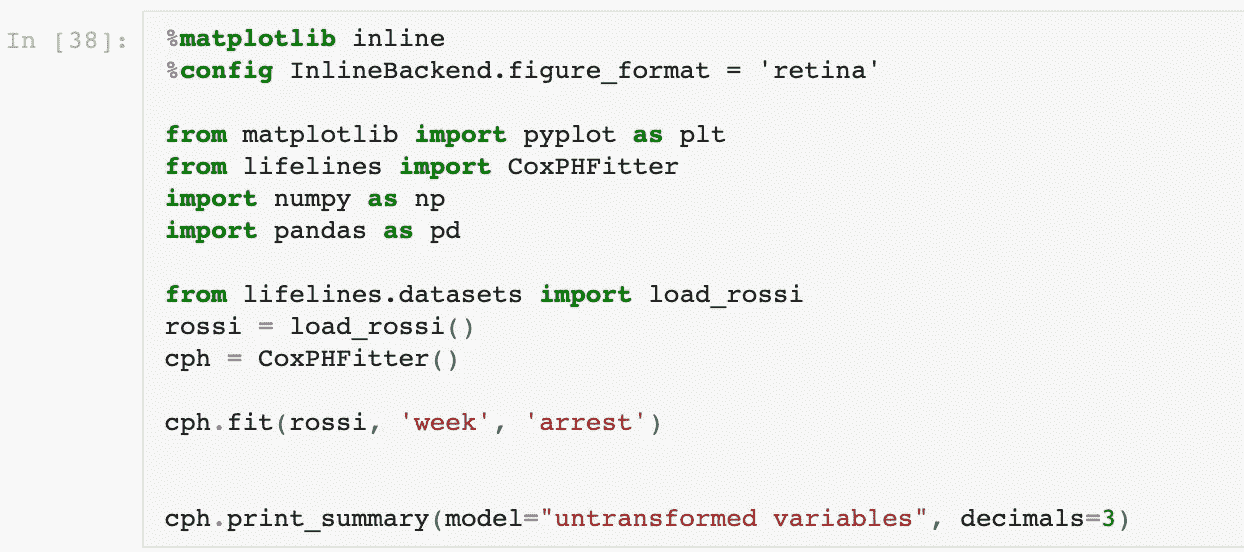 In [38]:
%matplotlib inline
%config InlineBackend.figure_format = 'retina'
from matplotlib import pyplot as plt
from lifelines import CoxPHFitter
import numpy as np
import pandas as pd
from lifelines.datasets import load_rossi
rossi = load_rossi()
cph = CoxPHFitter()
cph.fit(rossi, 'week', 'arrest')
cph.print_summary(model="untransformed variables", decimals=3)